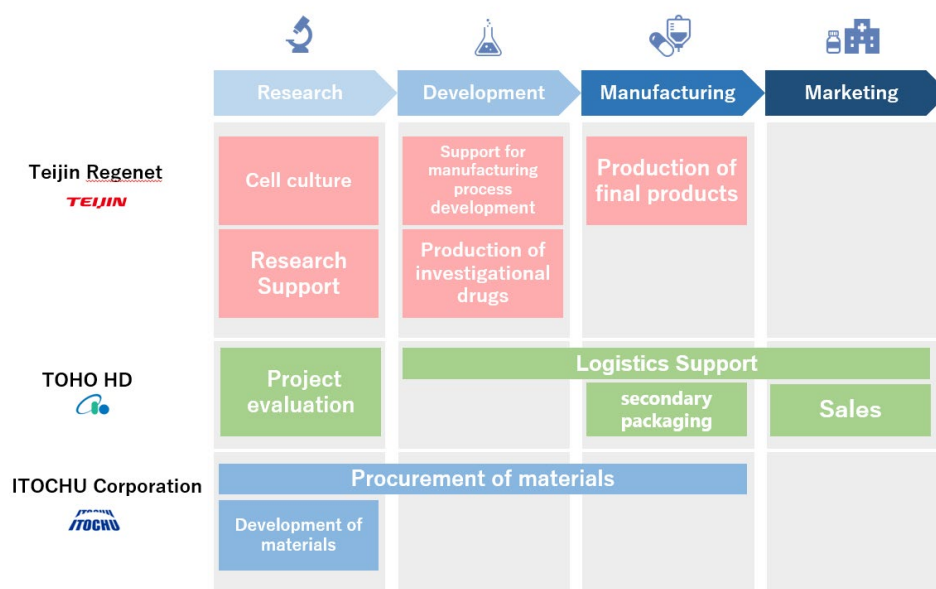 Research
Development
Manufacturing
Marketing
Teijin Regenet
TEIJIN
Cell culture
Support for
manufacturing
process
development
Production of
final products
Research
Support
Production of
investigational
drugs
TOHO HD
Project
evaluation
Logistics Support
secondary
packaging
Sales
ITOCHU Corporation
ITOCHU
Procurement of materials
Development of
materials